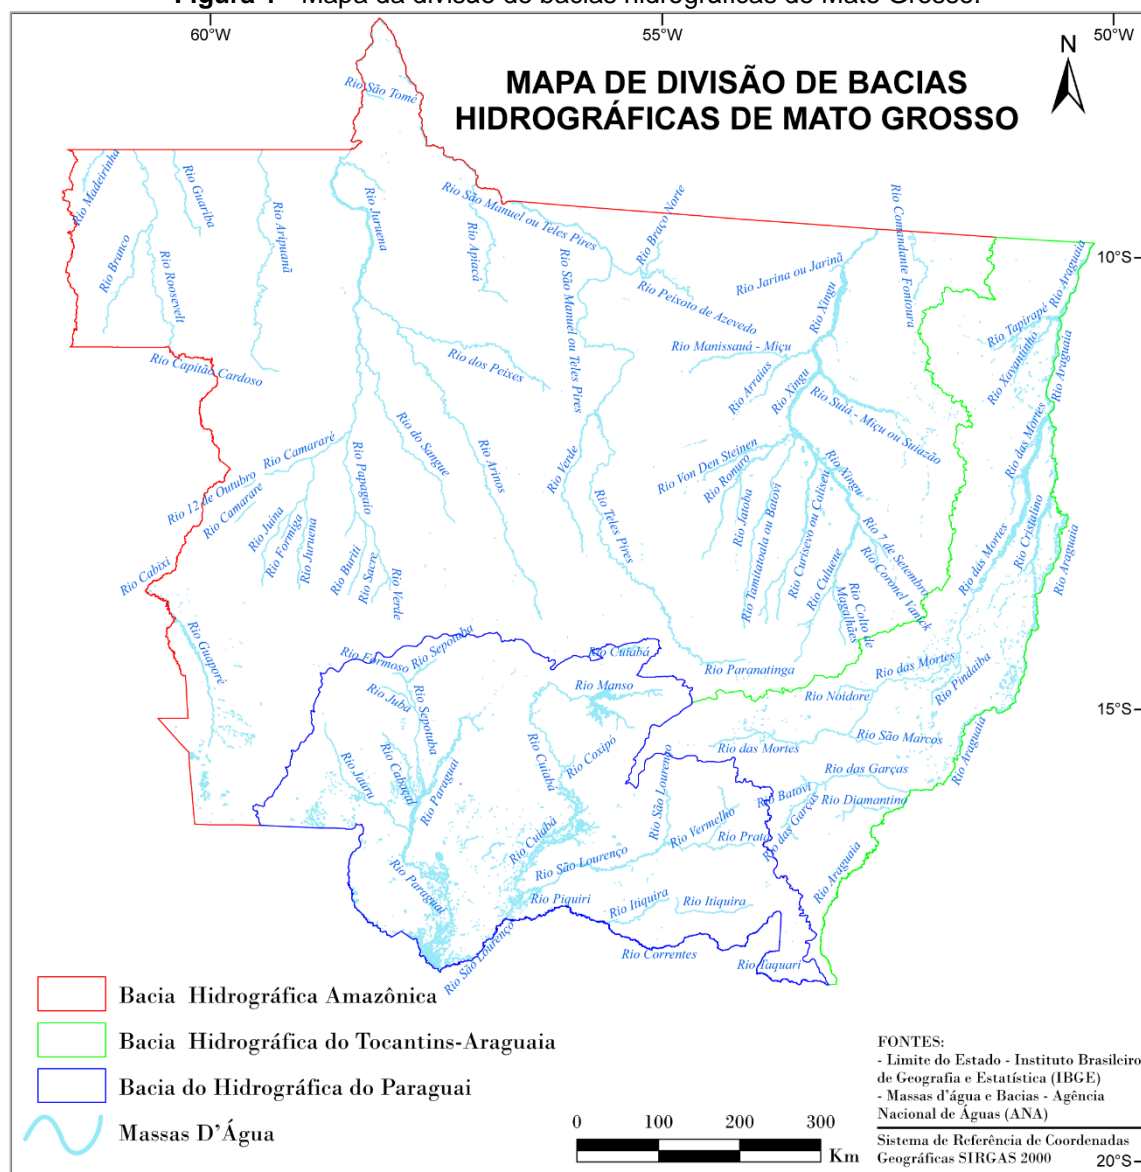 Figura 1 - Mapa da divisão de bacias hidrográficas de Mato Grosso.
60°W
55°W
50°W
N
MAPA DE DIVISÃO DE BACIAS
HIDROGRÁFICAS DE MATO GROSSO
Rio São Tomé
Rio Madeirinha
Rio Guariba
Rio Juruena
Rio São Manuel ou Teles Pires
Rio Braço Norte
Rio Comandante Fontoura
Rio Branco
Rio Roosevelt
Rio Aripuanã
Rio Apiacá
Rio São Manuel ou Teles Pires
Rio Jarina ou Jarinã
Rio Araguaia
10°S
Rio Peixoto de Azevedo
Rio Xingu
Rio Tapirapé
Rio Xavantinho
Rio Capitão Cardoso
Rio dos Peixes
Rio Manissauá - Miçu
Rio Arraias
Rio Xingu
Rio Suiá - Miçu ou Suiazão
Rio Araguaia
Rio Camararé
Rio do Sangue
Rio Arinos
Rio Verde
Rio das Mortes
Rio 12 de Outubro
Rio Camarare
Rio Papagaio
Rio Von Den Steinen
Rio Ronuro
Rio Xingu
Rio Juina
Rio Formiga
Rio Juruena
Rio Teles Pires
Rio Jatoba
Rio Tamitatoala ou Batovi
Rio Curisevo ou Coliseu
Rio 7 de Setembro
Rio Cristalino
Rio Cabixi
Rio Buriti
Rio Sacre
Rio Verde
Rio Culuene
Rio Coronel Vanick
Rio das Mortes
Rio Araguaia
Rio Colto de
Magalhães
Rio Guaporé
Rio Formoso
Rio Sepotuba
Rio Cuiabá
Rio Paranatinga
Rio das Mortes
Rio Pindaíba
Rio Juba
Rio Sepotuba
Rio Manso
Rio Noidore
15°S
Rio Jauru
Rio Cabaçal
Rio Paraguai
Rio Cuiabá
Rio Coxipó
Rio São Lourenço
Rio das Mortes
Rio São Marcos
Rio Araguaia
Rio das Garças
Rio Batovi
Rio Diamantino
Rio Cuiabá
Rio Vermelho
Rio Prata
Rio das Garças
Rio Paraguai
Rio São Lourenço
Rio Araguaia
Rio Piquiri
Rio Itiquira
Rio Itiquira
Rio São Lourenço
Rio Correntes
Rio Taquari
Bacia Hidrográfica Amazônica
Bacia Hidrográfica do Tocantins-Araguaia
Bacia do Hidrográfica do Paraguai
Massas D'Água
0 100 200 300
Km
FONTES:
- Limite do Estado - Instituto Brasileiro
de Geografia e Estatística (IBGE)
- Massas d'água e Bacias - Agência
Nacional de Águas (ANA)
Sistema de Referência de Coordenadas
Geográficas SIRGAS 2000
20°S